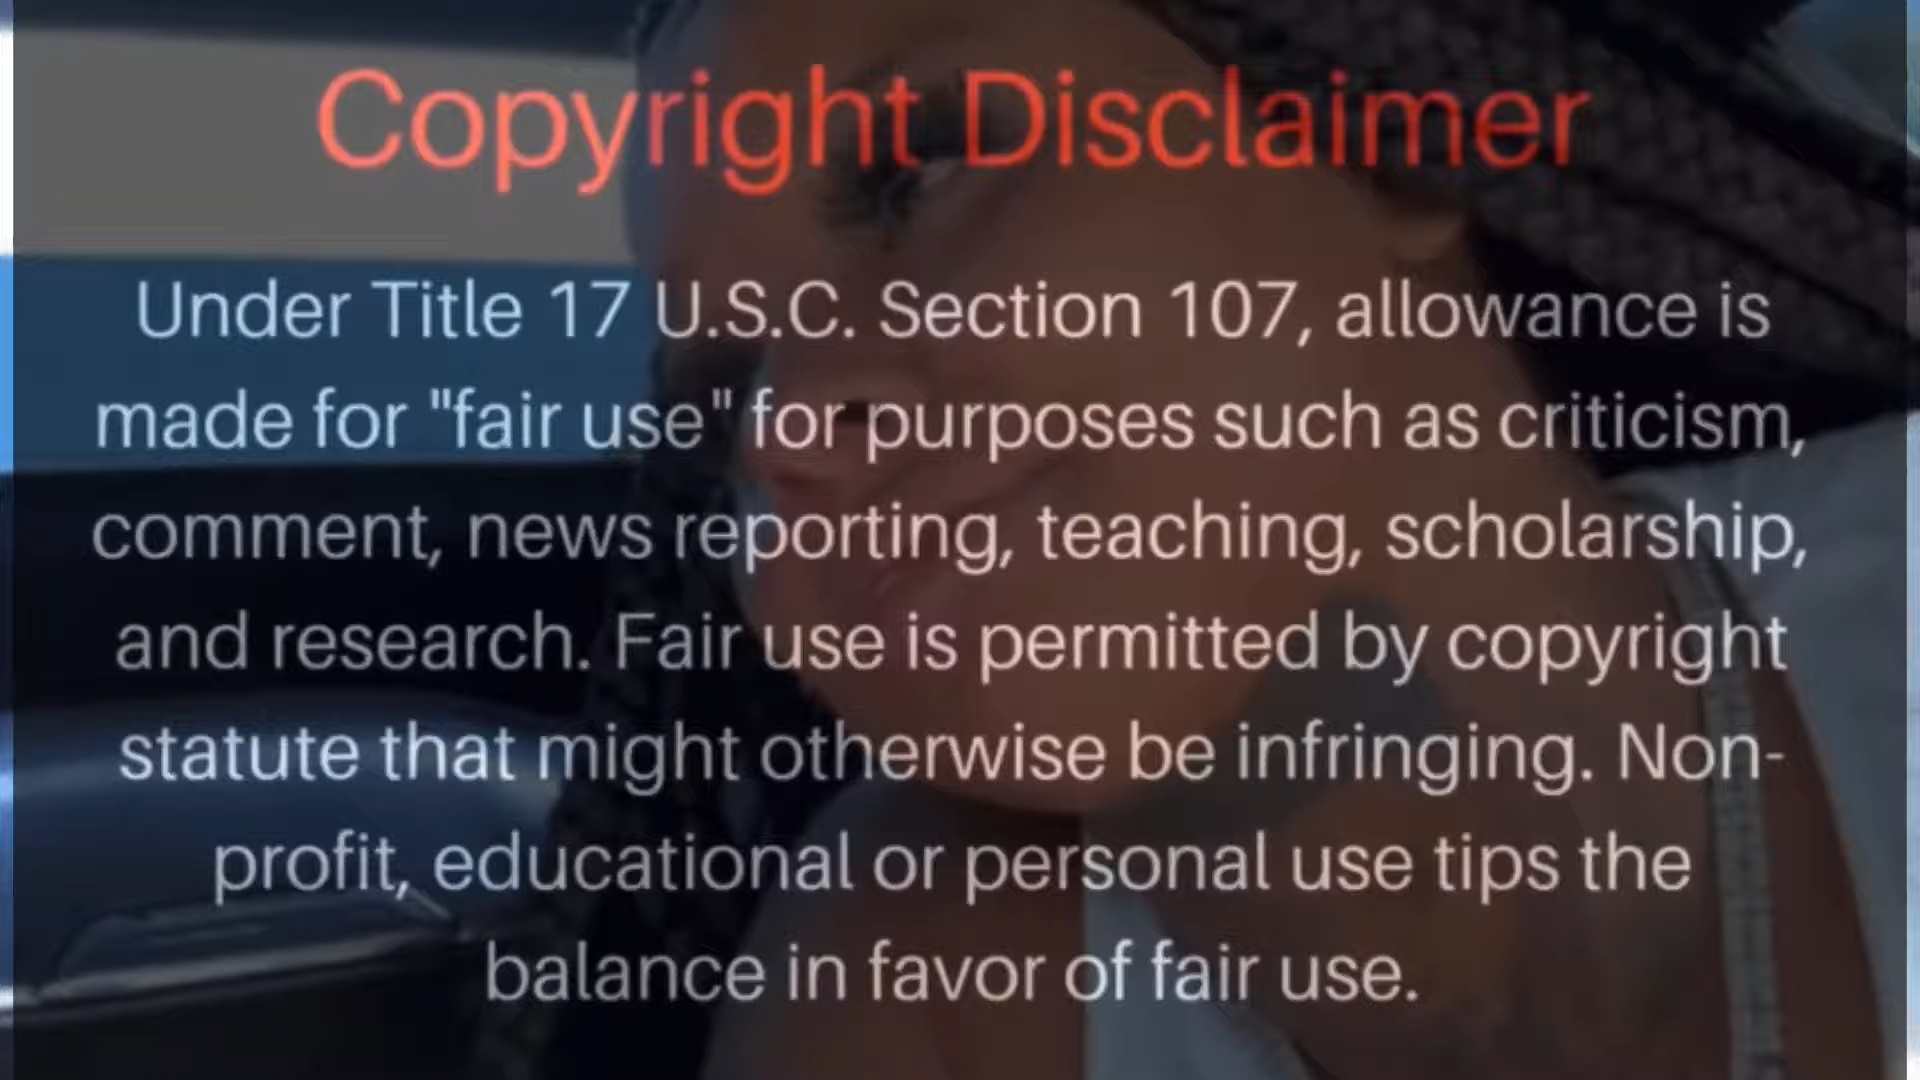 Copyright Disclaimer
Under Title 17 U.S.C. Section 107, allowance is
made for "fair use" for purposes such as criticism,
comment, news reporting, teaching, scholarship,
and research. Fair use is permitted by copyright
statute that might otherwise be infringing. Non-
profit, educational or personal use tips the
balance in favor of fair use.